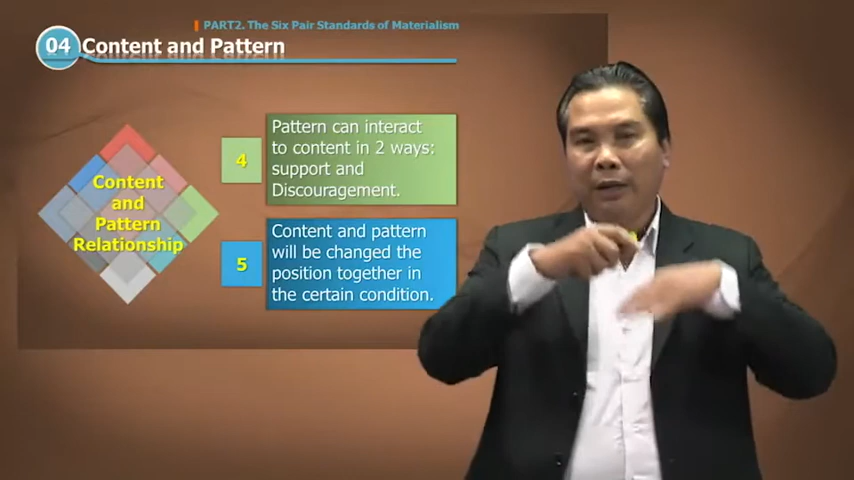 PART2. The Six Pair Standards of Materialism
04 Content and Pattern
Content
and
Pattern
Relationship
4
Pattern can interact
to content in 2 ways:
support and
Discouragement.
5
Content and pattern
will be changed the
position together in
the certain condition.